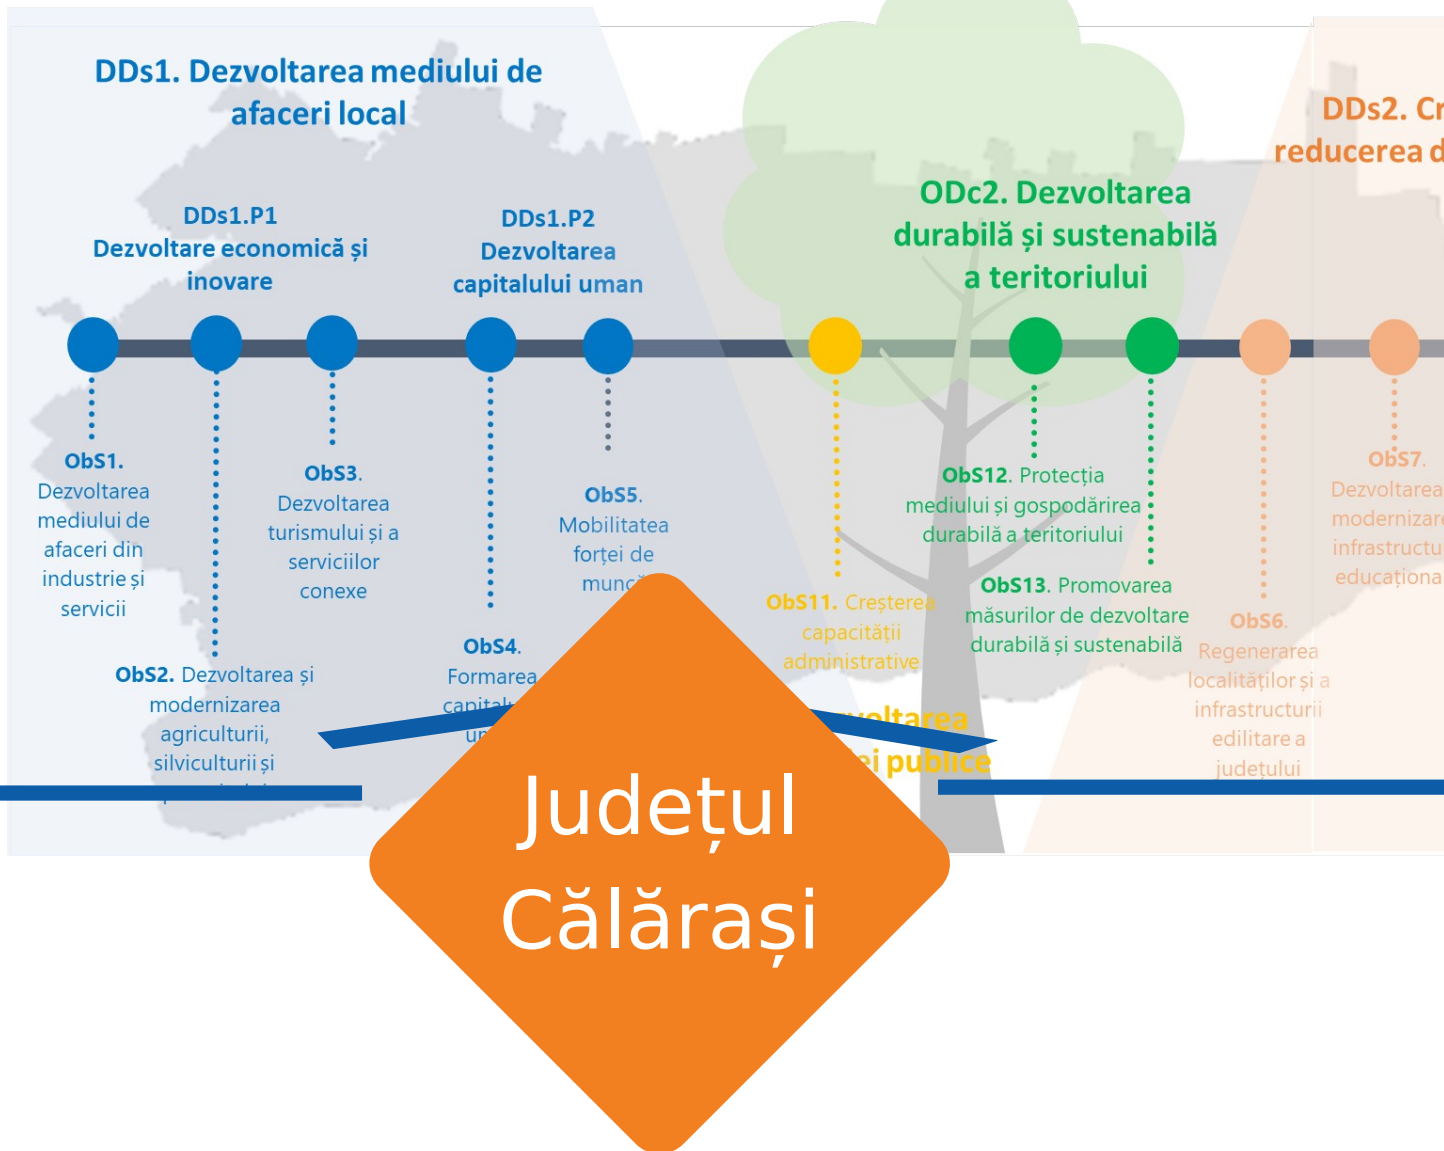 DDs1. Dezvoltarea mediului de
afaceri local
DDs1.P1
Dezvoltare economică și
inovare
DDs1.P2
Dezvoltarea
capitalului uman
ODc2. Dezvoltarea
durabilă și sustenabilă
a teritoriului
DDs2.
reducerea
ObS1.
Dezvoltarea
mediului de
afaceri din
industrie și
servicii
ObS2. Dezvoltarea și
modernizarea
agriculturii,
silviculturii și
ObS3.
Dezvoltarea
turismului și a
serviciilor
conexe
ObS4.
Formarea
ObS5.
Mobilitatea
forței de
ObS11. Creșterea
capacității
administrative
publice
ObS12. Protecția
mediului și gospodărirea
durabilă a teritoriului
ObS13. Promovarea
măsurilor de dezvoltare
durabilă și sustenabilă
ObS6.
Regenerarea
localităților și a
infrastructurii
edilitare a
județului
ObS7.
Dezvoltarea
Județul
Călărași